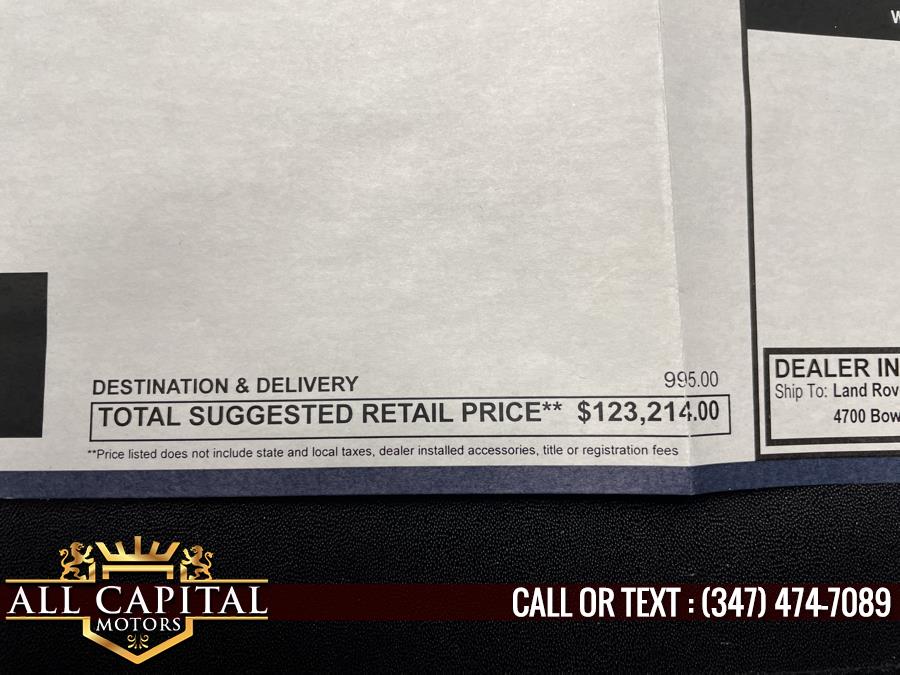 DESTINATION & DELIVERY 995.00
TOTAL SUGGESTED RETAIL PRICE** $123,214.00
**Price listed does not include state and local taxes, dealer installed accessories, title or registration fees
DEALER IN
Ship To: Land Rov
4700 Bow
ALL CAPITAL
MOTORS
CALL OR TEXT : (347) 474-7089